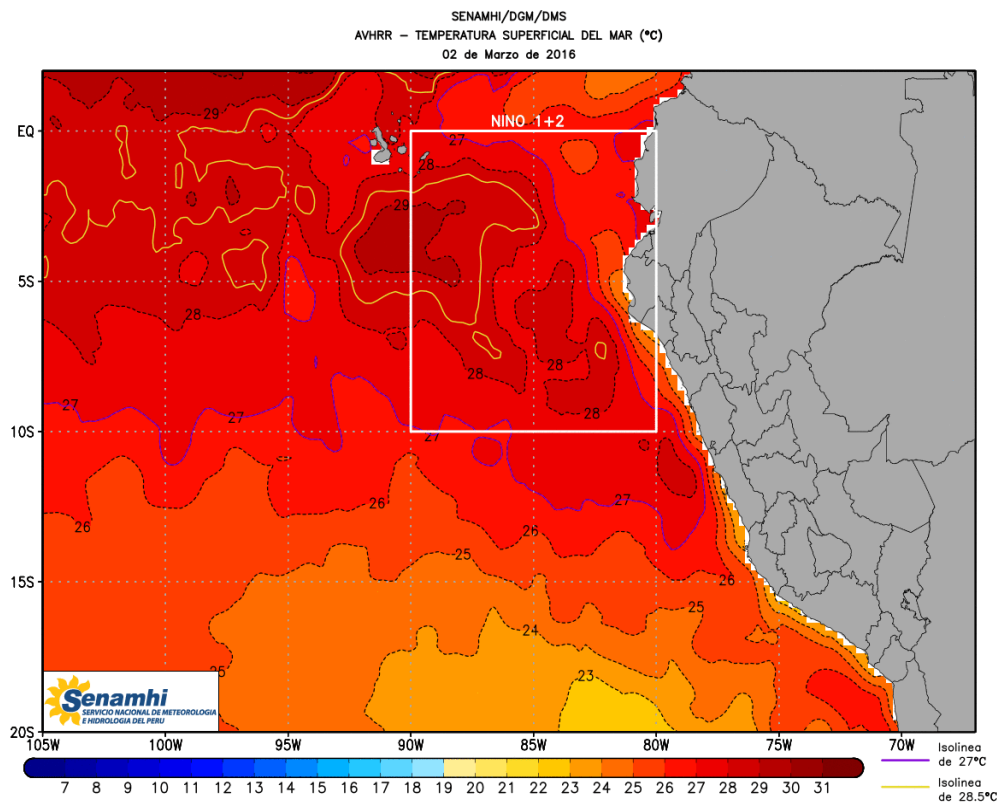 SENAMHI/DGM/DMS
AVHRR – TEMPERATURA SUPERFICIAL DEL MAR (°C)
02 de Marzo de 2016
29
EQ
NINO 1+2
27
28
29
5S
28
28
28
28
27
27
27
10S
27
26
26
26
25
26
15S
25
24
25
23
Senamhi
SERVICIO NACIONAL DE METEOROLOGIA
E HIDROLOGIA DEL PERU
20S
105W 100W 95W 90W 85W 80W 75W 70W
Isolinea
de 27°C
7 8 9 10 11 12 13 14 15 16 17 18 19 20 21 22 23 24 25 26 27 28 29 30 31
Isolinea
de 28.5°C